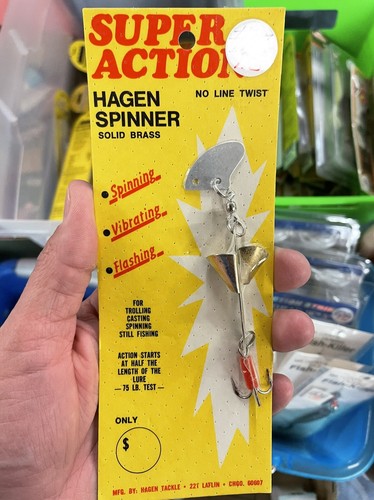 SUPER
ACTION
HAGEN
SPINNER
SOLID BRASS
NO LINE TWIST
• Spinning
• Vibrating
• Flashing
FOR
TROLLING
CASTING
SPINNING
STILL FISHING
ACTION STARTS
AT HALF THE
LENGTH OF THE
LURE
— 75 LB. TEST —
ONLY
$
MFG. BY: HAGEN TACKLE • 227 LAFLIN • CHGO. 60607